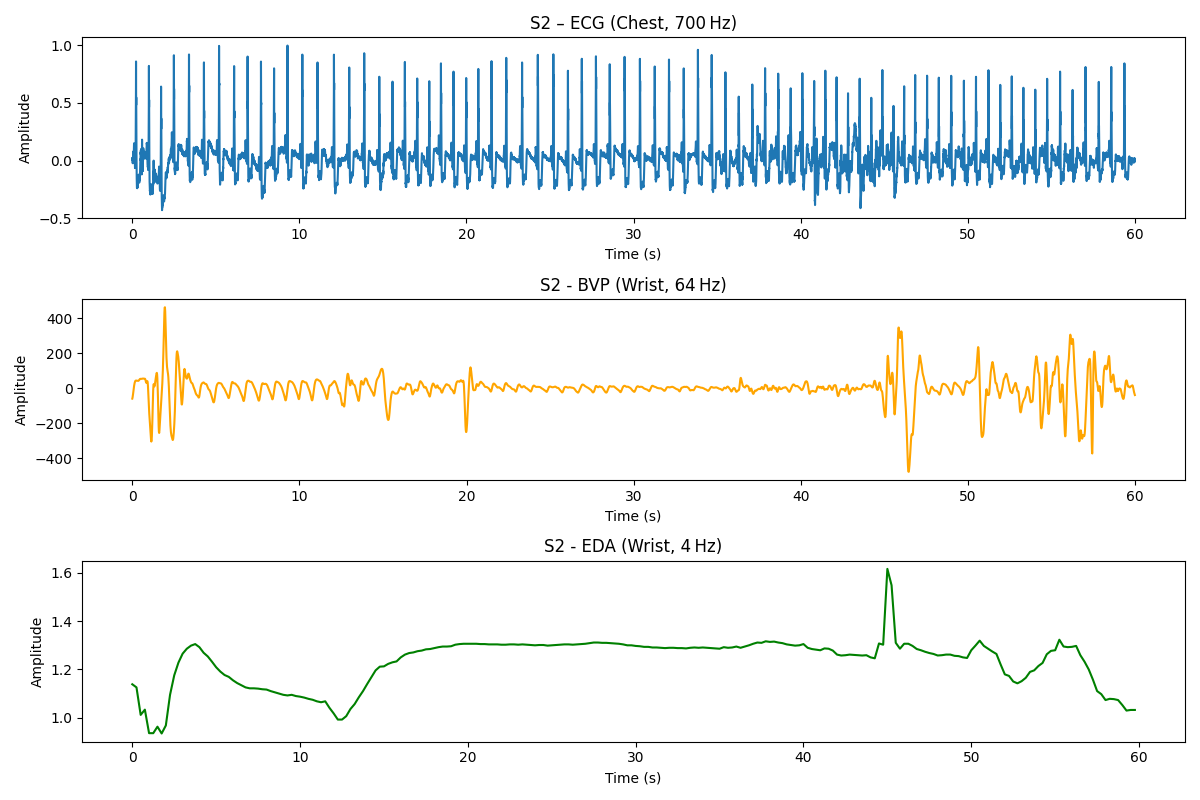 S2 – ECG (Chest, 700 Hz)
Amplitude
1.0
0.5
0.0
−0.5
0 10 20 30 40 50 60
Time (s)
S2 - BVP (Wrist, 64 Hz)
Amplitude
400
200
0
−200
−400
0 10 20 30 40 50 60
Time (s)
S2 - EDA (Wrist, 4 Hz)
Amplitude
1.6
1.4
1.2
1.0
0 10 20 30 40 50 60
Time (s)